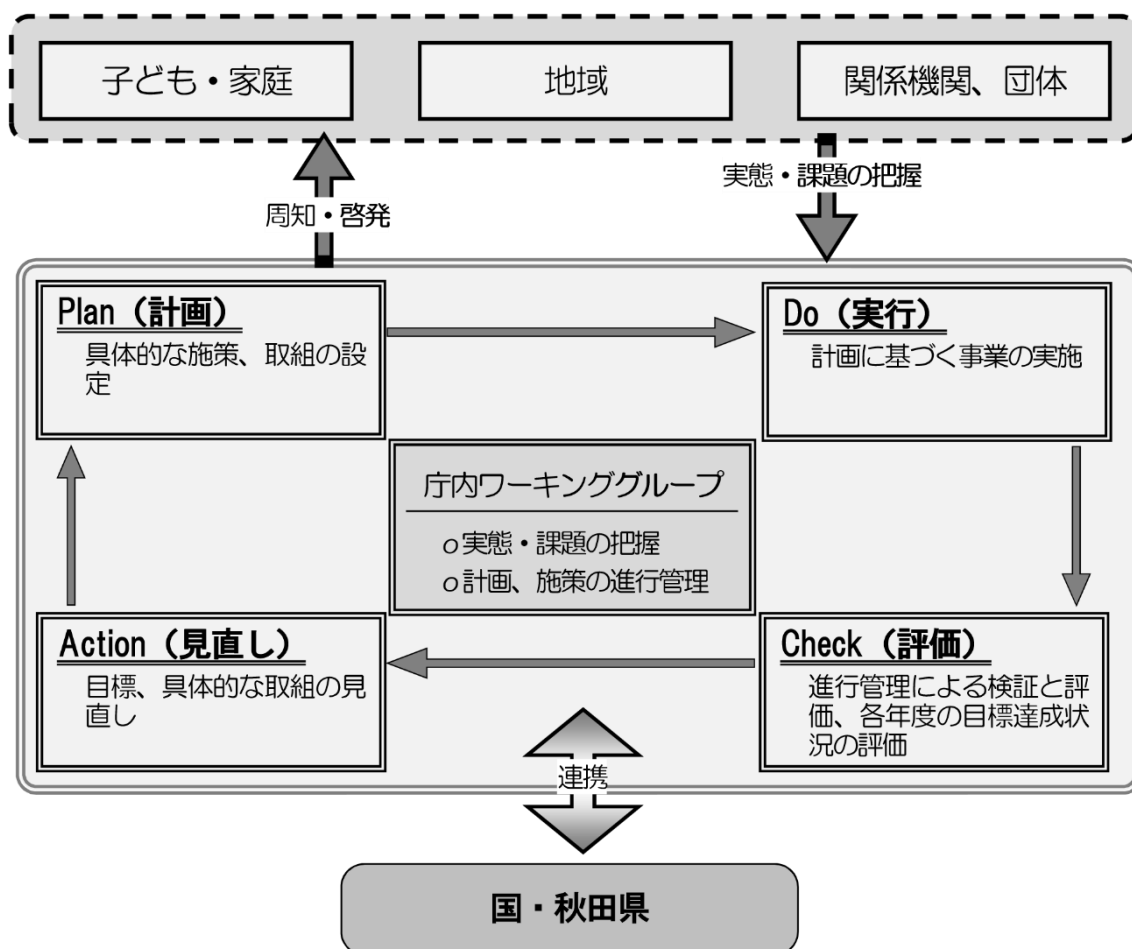 子ども・家庭
地域
関係機関、団体
周知・啓発
実態・課題の把握
Plan（計画）
具体的な施策、取組の設
定
Do（実行）
計画に基づく事業の実施
庁内ワーキンググループ
o実態・課題の把握
o計画、施策の進行管理
Action（見直し）
目標、具体的な取組の見
直し
Check（評価）
進行管理による検証と評
価、各年度の目標達成状
況の評価
連携
国・秋田県